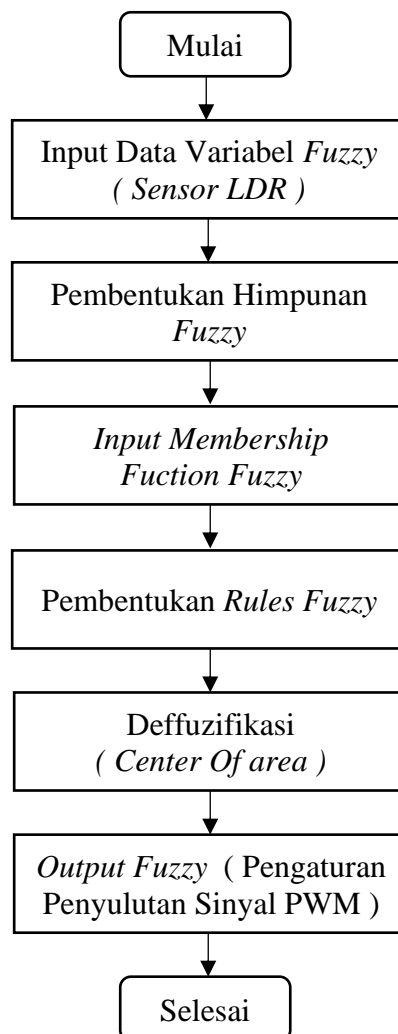 Mulai
Input Data Variabel Fuzzy
( Sensor LDR )
Pembentukan Himpunan
Fuzzy
Input Membership
Fuction Fuzzy
Pembentukan Rules Fuzzy
Deffuzifikasi
( Center Of area )
Output Fuzzy ( Pengaturan
Penyulutan Sinyal PWM )
Selesai